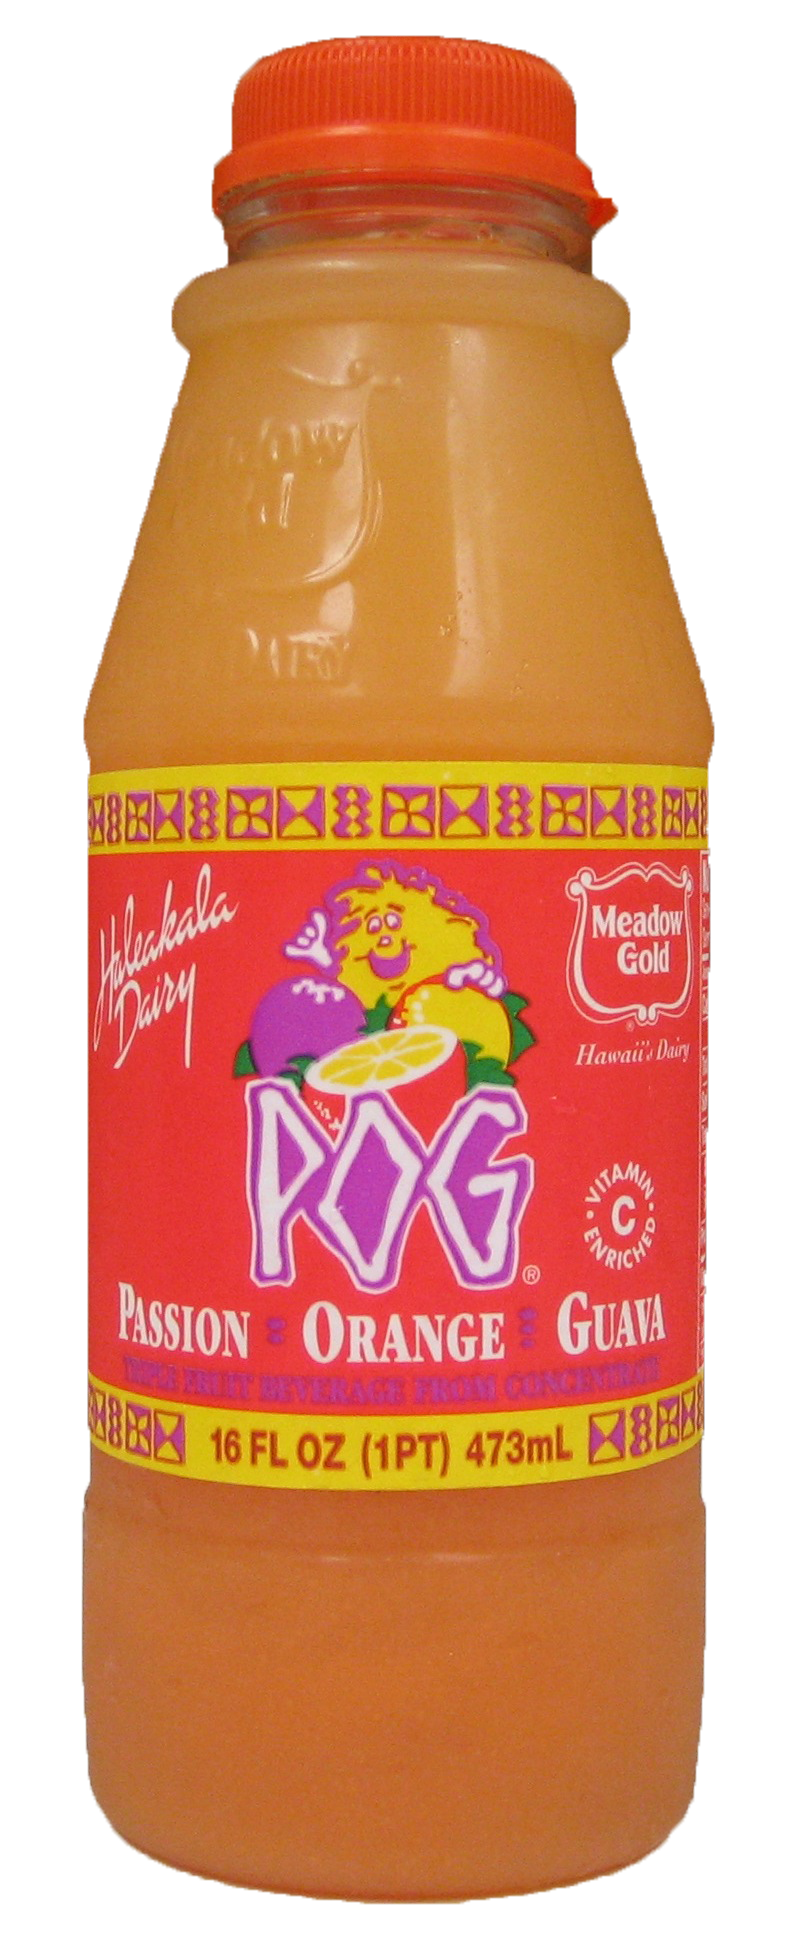 Haleakala
Dairy
Meadow
Gold
®
Hawaii's Dairy
POG®
VITAMIN
C
ENRICHED
PASSION ORANGE GUAVA
TRIPLE FRUIT BEVERAGE FROM CONCENTRATE
16 FL OZ (1PT) 473mL